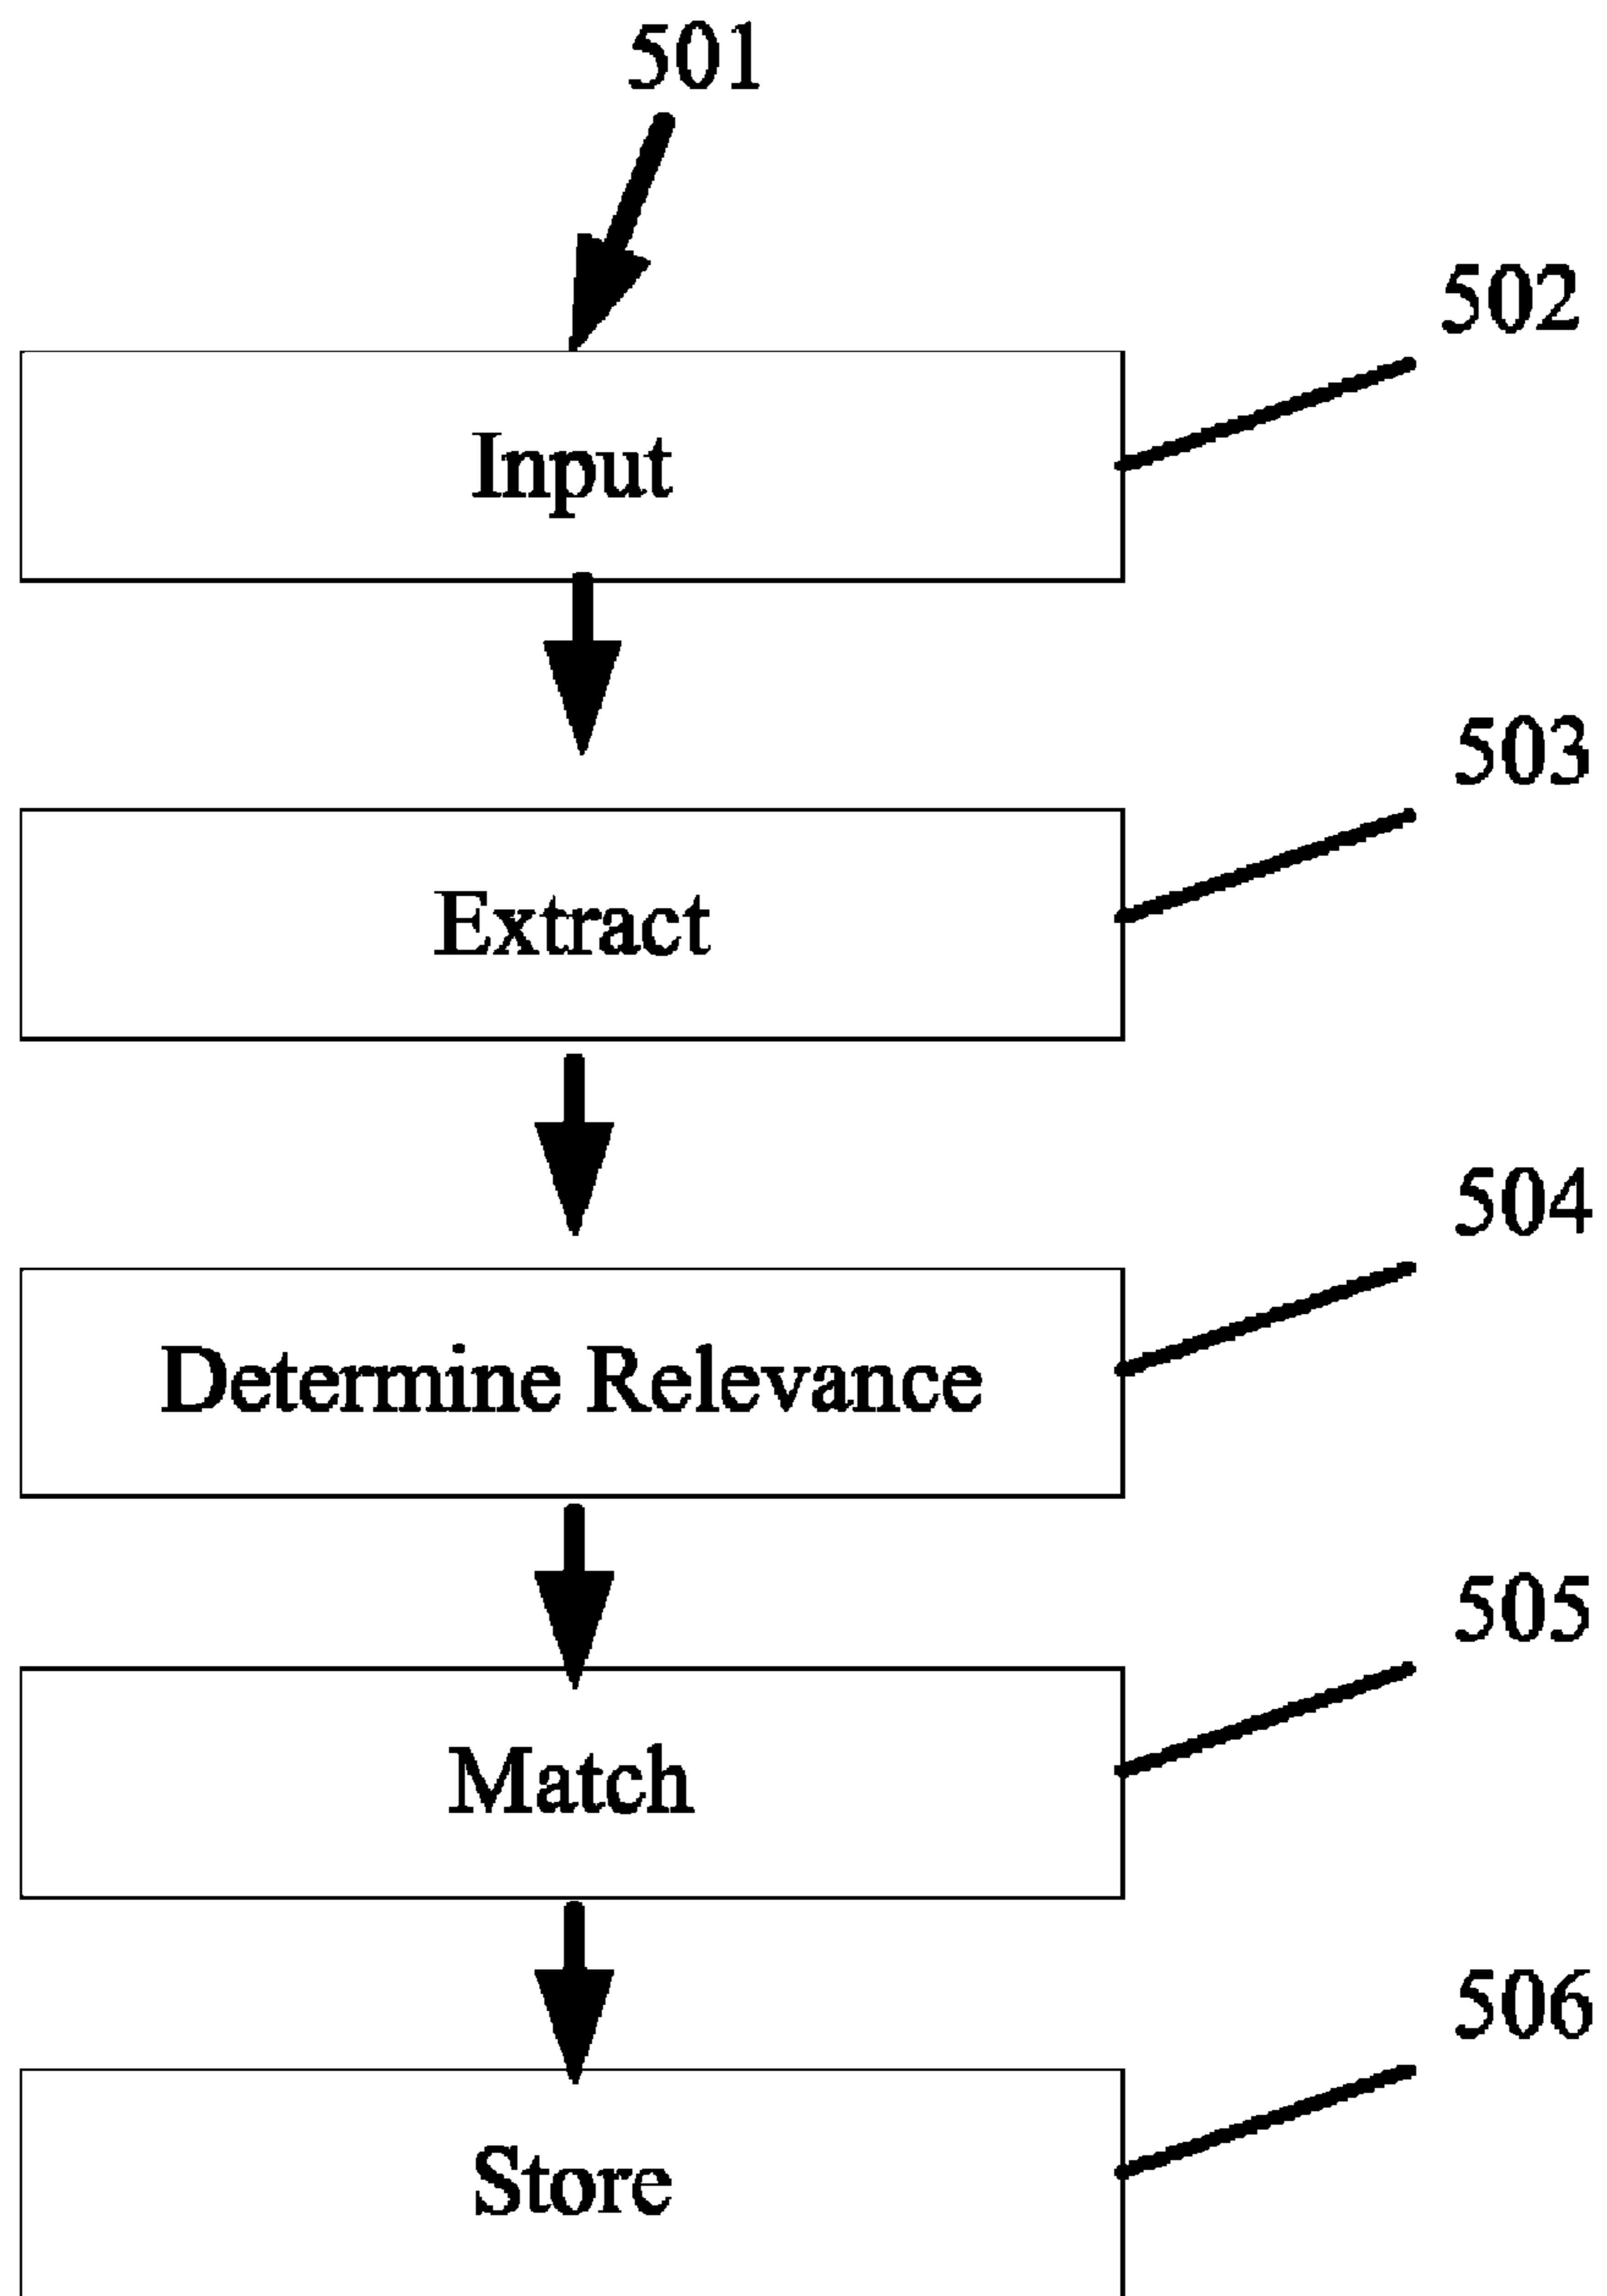 501
502
Input
503
Extract
504
Determine Relevance
505
Match
506
Store